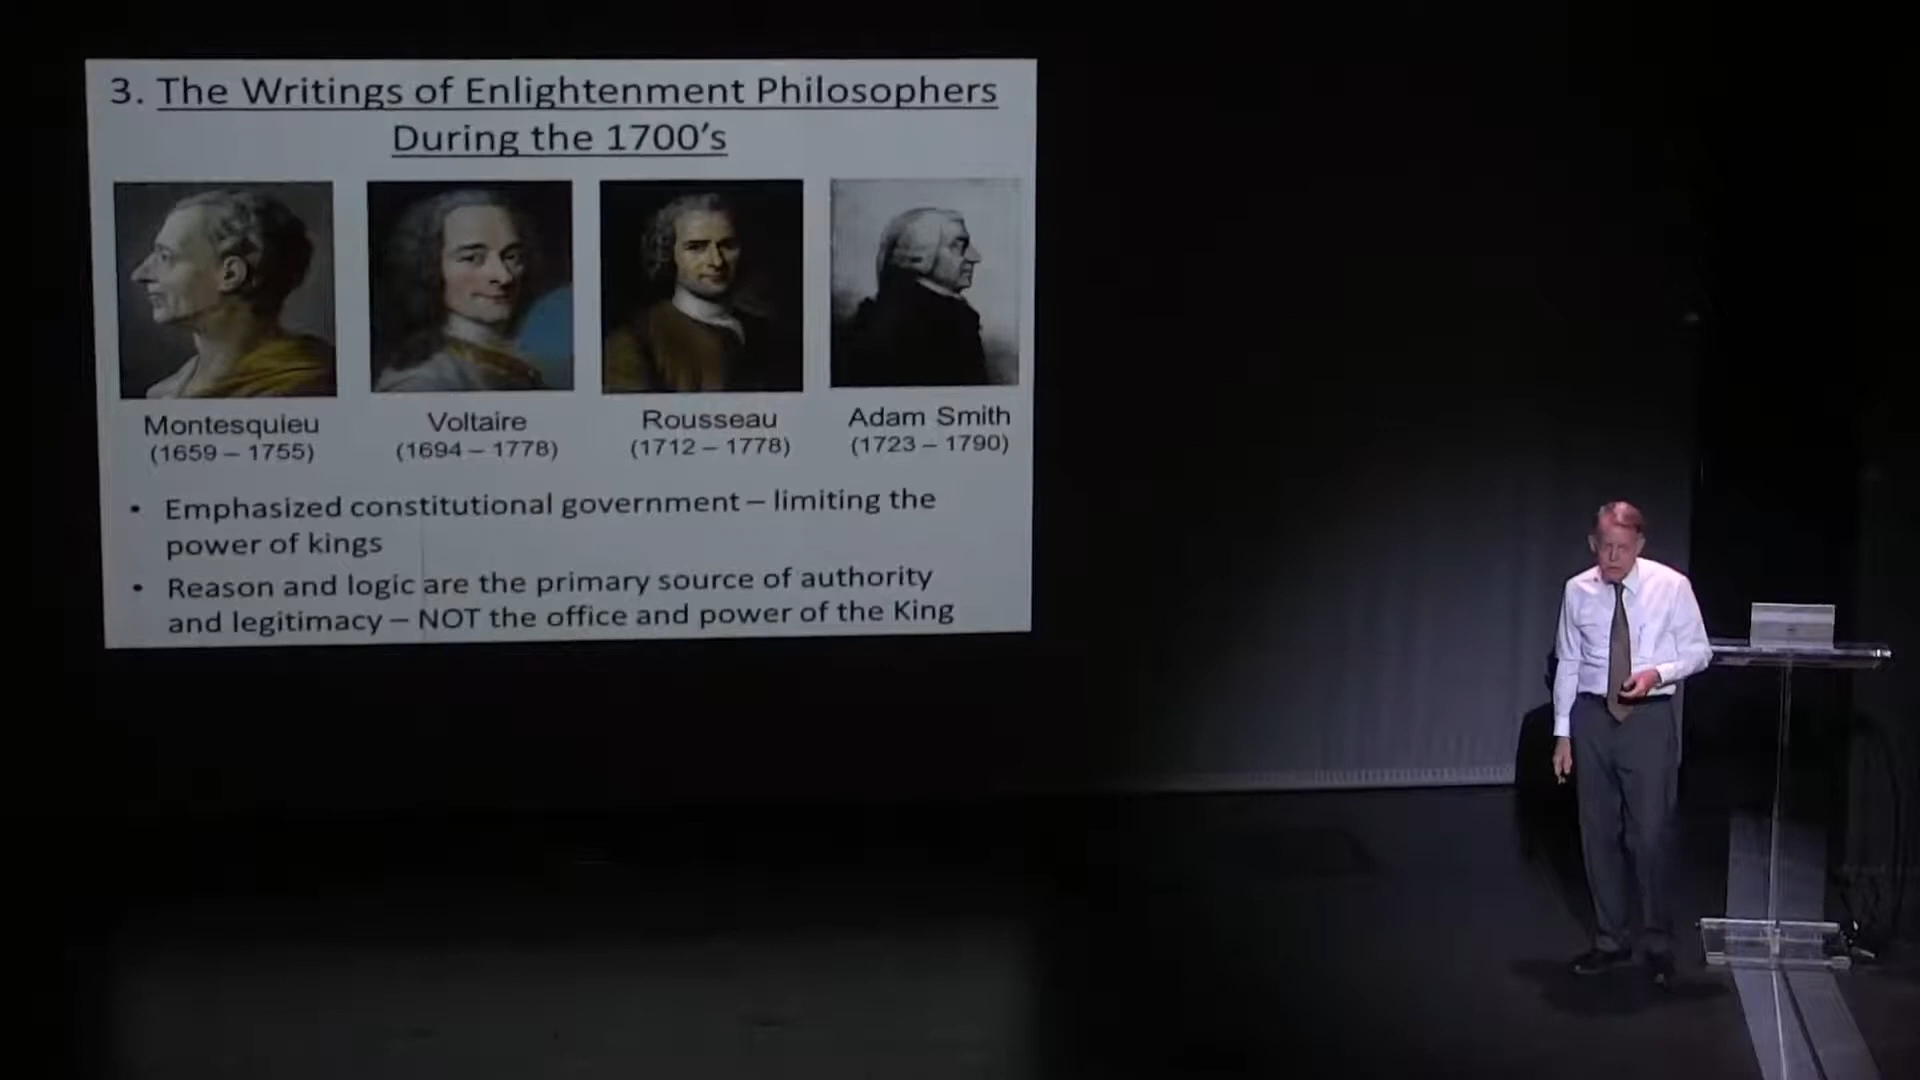 3. The Writings of Enlightenment Philosophers
During the 1700's
Montesquieu
(1659 – 1755)
Voltaire
(1694 – 1778)
Rousseau
(1712 – 1778)
Adam Smith
(1723 – 1790)
• Emphasized constitutional government – limiting the
power of kings
• Reason and logic are the primary source of authority
and legitimacy – NOT the office and power of the King